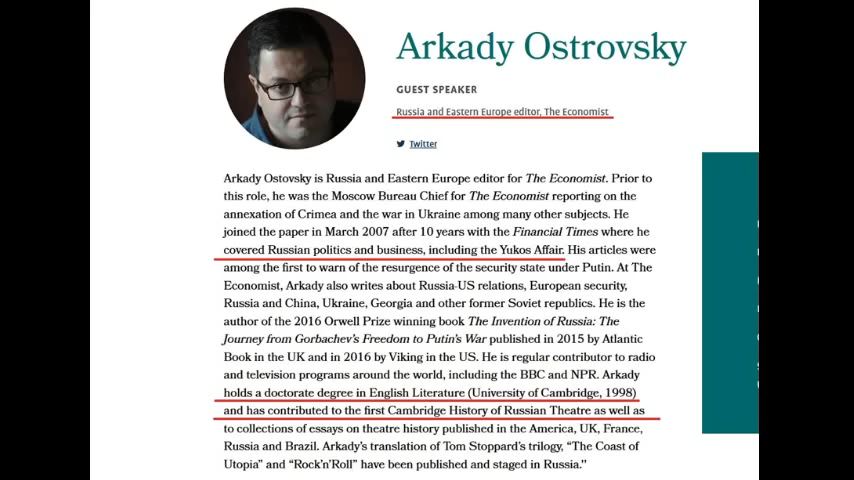 Arkady Ostrovsky
GUEST SPEAKER
Russia and Eastern Europe editor, The Economist
Twitter
Arkady Ostovsky is Russia and Eastern Europe editor for The Economist. Prior to
this role, he was the Moscow Bureau Chief for The Economist reporting on the
annexation of Crimea and the war in Ukraine among many other subjects. He
joined the paper in March 2007 after 10 years with the Financial Times where he
covered Russian politics and business, including the Yukos Affair. His articles were
among the first to warn of the resurgence of the security state under Putin. At The
Economist, Arkady also writes about Russia-US relations, European security,
Russia and China, Ukraine, Georgia and other former Soviet republics. He is the
author of the 2016 Orwell Prize winning book The Invention of Russia: The
Journey from Gorbachev's Freedom to Putin's War published in 2015 by Atlantic
Book in the UK and in 2016 by Viking in the US. He is regular contributor to radio
and television programs around the world, including the BBC and NPR. Arkady
holds a doctorate degree in English Literature (University of Cambridge, 1998)
and has contributed to the first Cambridge History of Russian Theatre as well as
to collections of essays on theatre history published in the America, UK, France,
Russia and Brazil. Arkady's translation of Tom Stoppard's trilogy, "The Coast of
Utopia" and "Rock'n'Roll" have been published and staged in Russia."